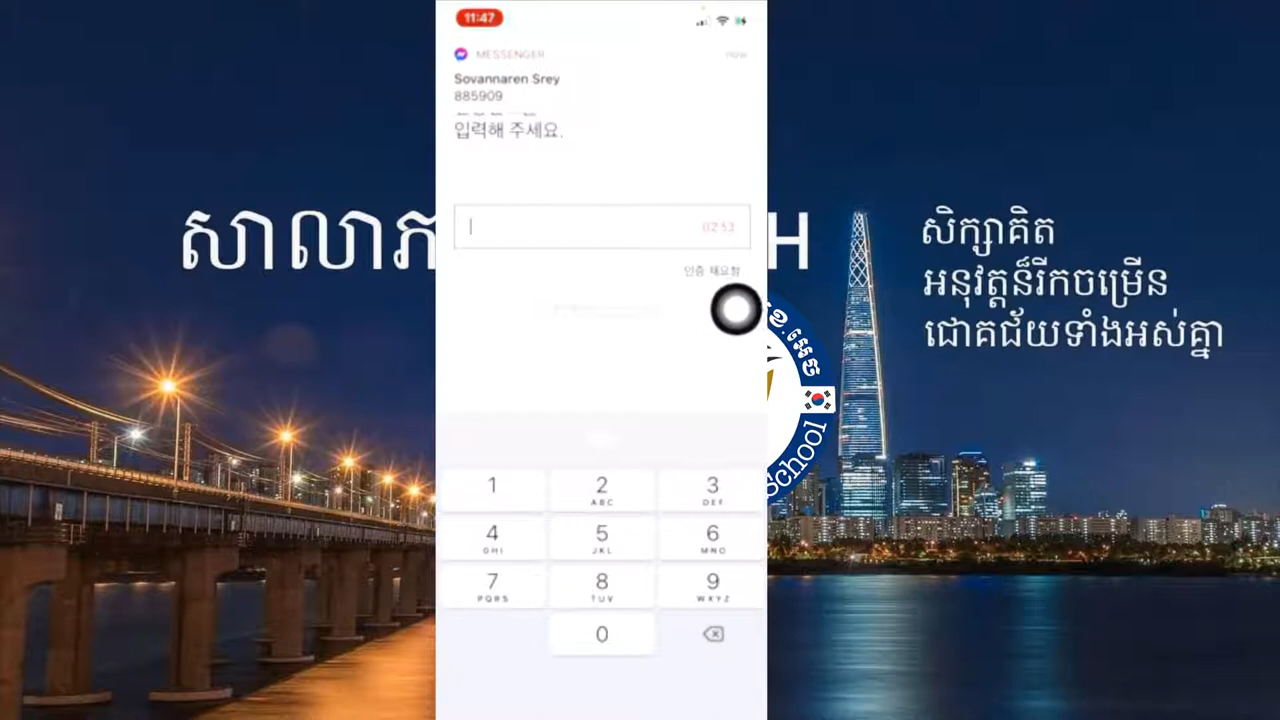 11:47
MESSENGER
now
Sovannaren Srey
885909
입력해 주세요.
02:53
인증 재요청
សាលាភ
H
សិក្សាគិត
អនុវត្តន៏រីកចម្រើន
ជោគជ័យទាំងអស់គ្នា
School
1
2
ABC
3
DEF
4
GHI
5
JKL
6
MNO
7
PQRS
8
TUV
9
WXYZ
0